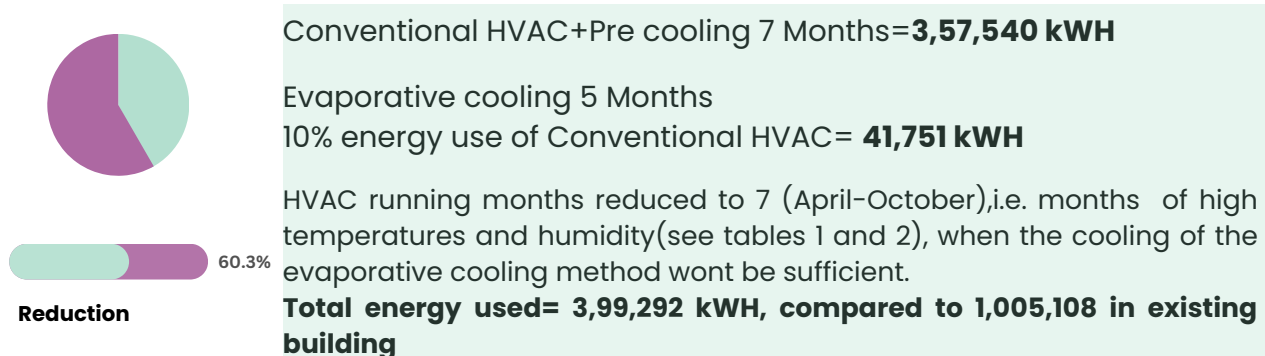 Conventional HVAC+Pre cooling 7 Months=3,57,540 kWH
Evaporative cooling 5 Months
10% energy use of Conventional HVAC= 41,751 kWH
HVAC running months reduced to 7 (April-October),i.e. months of high
temperatures and humidity(see tables 1 and 2), when the cooling of the
evaporative cooling method wont be sufficient.
Total energy used= 3,99,292 kWH, compared to 1,005,108 in existing
building
60.3%
Reduction